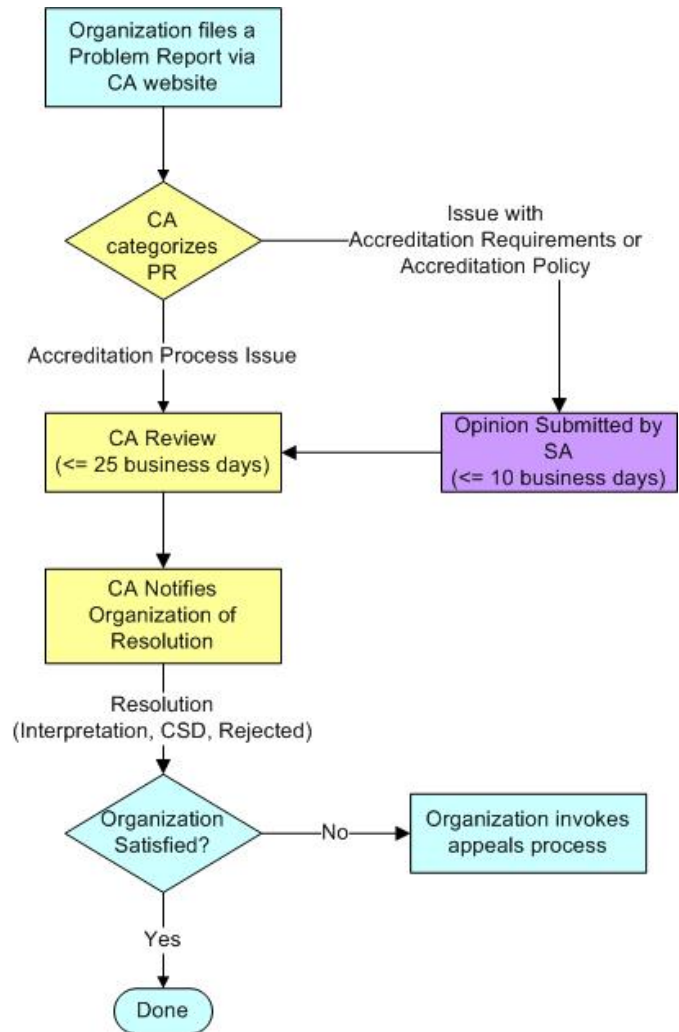 Organization files a
Problem Report via
CA website
CA
categorizes
PR
Issue with
Accreditation Requirements or
Accreditation Policy
Accreditation Process Issue
CA Review
(<= 25 business days)
Opinion Submitted by
SA
(<= 10 business days)
CA Notifies
Organization of
Resolution
Resolution
(Interpretation, CSD, Rejected)
Organization
Satisfied?
No
Organization invokes
appeals process
Yes
Done